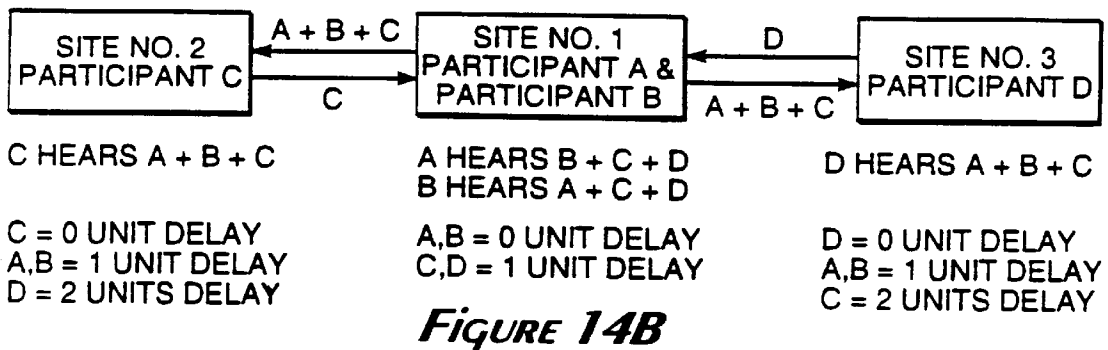 SITE NO. 2
PARTICIPANT C
A + B + C
C
SITE NO. 1
PARTICIPANT A &
PARTICIPANT B
D
A + B + C
SITE NO. 3
PARTICIPANT D
C HEARS A + B + C
C = 0 UNIT DELAY
A,B = 1 UNIT DELAY
D = 2 UNITS DELAY
A HEARS B + C + D
B HEARS A + C + D
A,B = 0 UNIT DELAY
C,D = 1 UNIT DELAY
D HEARS A + B + C
D = 0 UNIT DELAY
A,B = 1 UNIT DELAY
C = 2 UNITS DELAY
FIGURE 14B